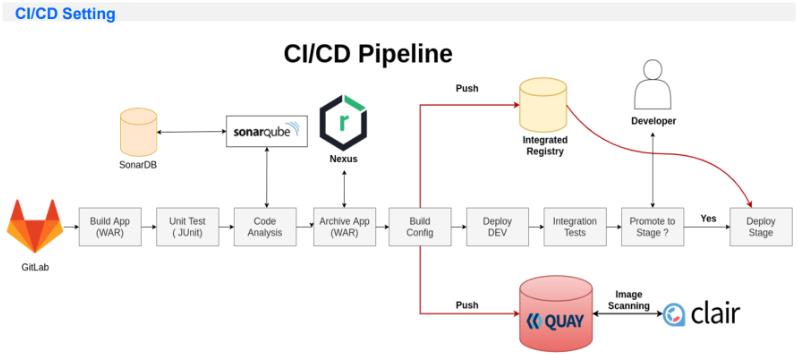 CI/CD Setting
CI/CD Pipeline
Push
Developer
sonarqube
SonarDB
r
Nexus
Integrated
Registry
GitLab
Build App
(WAR)
Unit Test
( JUnit)
Code
Analysis
Archive App
(WAR)
Build
Config
Deploy
DEV
Integration
Tests
Promote to
Stage ?
Yes
Deploy
Stage
Push
QUAY
Image
Scanning
clair